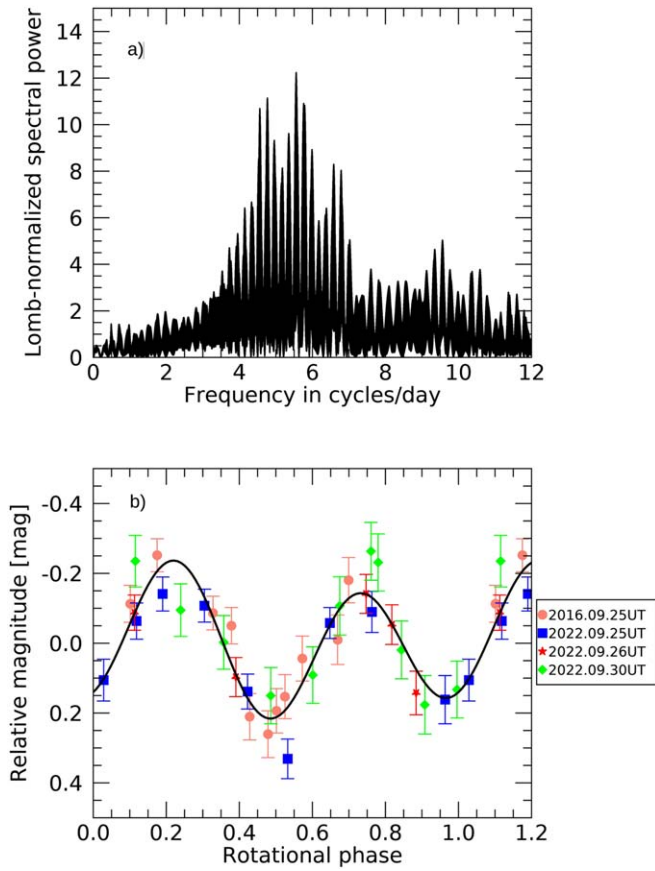 14
12
10
8
6
4
2
0
Lomb-normalized spectral power
a)
0 2 4 6 8 10 12
Frequency in cycles/day
-0.4
-0.2
0.0
0.2
0.4
Relative magnitude [mag]
b)
0.0 0.2 0.4 0.6 0.8 1.0 1.2
Rotational phase
2016.09.25UT
2022.09.25UT
2022.09.26UT
2022.09.30UT